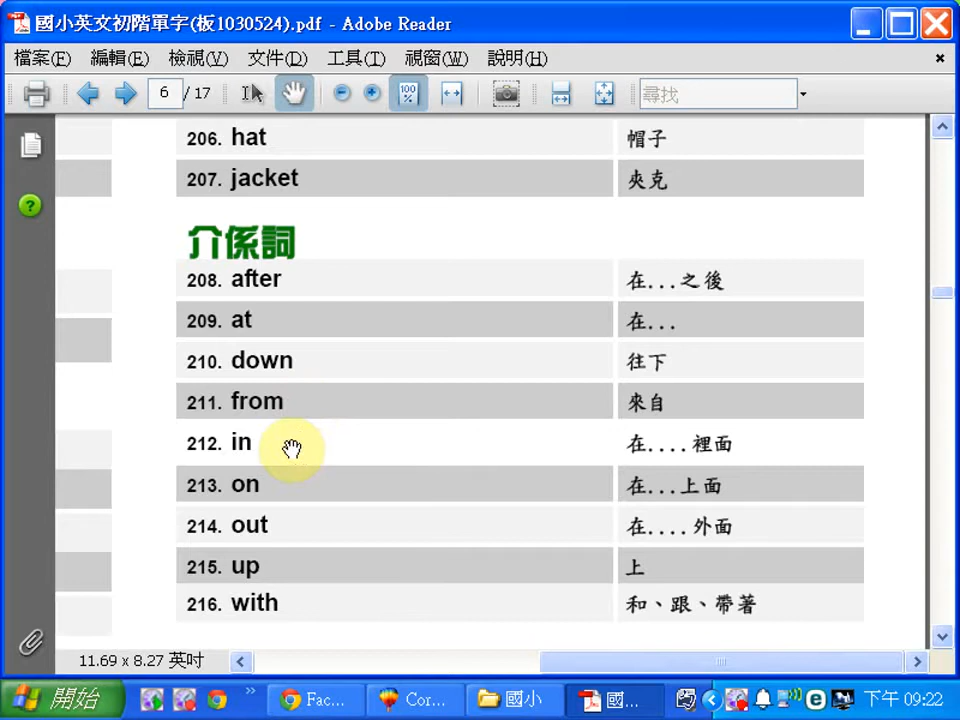 國小英文初階單字(板1030524).pdf - Adobe Reader
檔案(F) 編輯(E) 檢視(V) 文件(D) 工具(T) 視窗(W) 說明(H)
6 / 17 100% 尋找
206. hat 帽子
207. jacket 夾克
介係詞
208. after 在...之後
209. at 在...
210. down 往下
211. from 來自
212. in 在....裡面
213. on 在...上面
214. out 在....外面
215. up 上
216. with 和、跟、帶著
11.69 x 8.27 英吋
開始 Fac... Cor... 國小 國... 下午 09:22